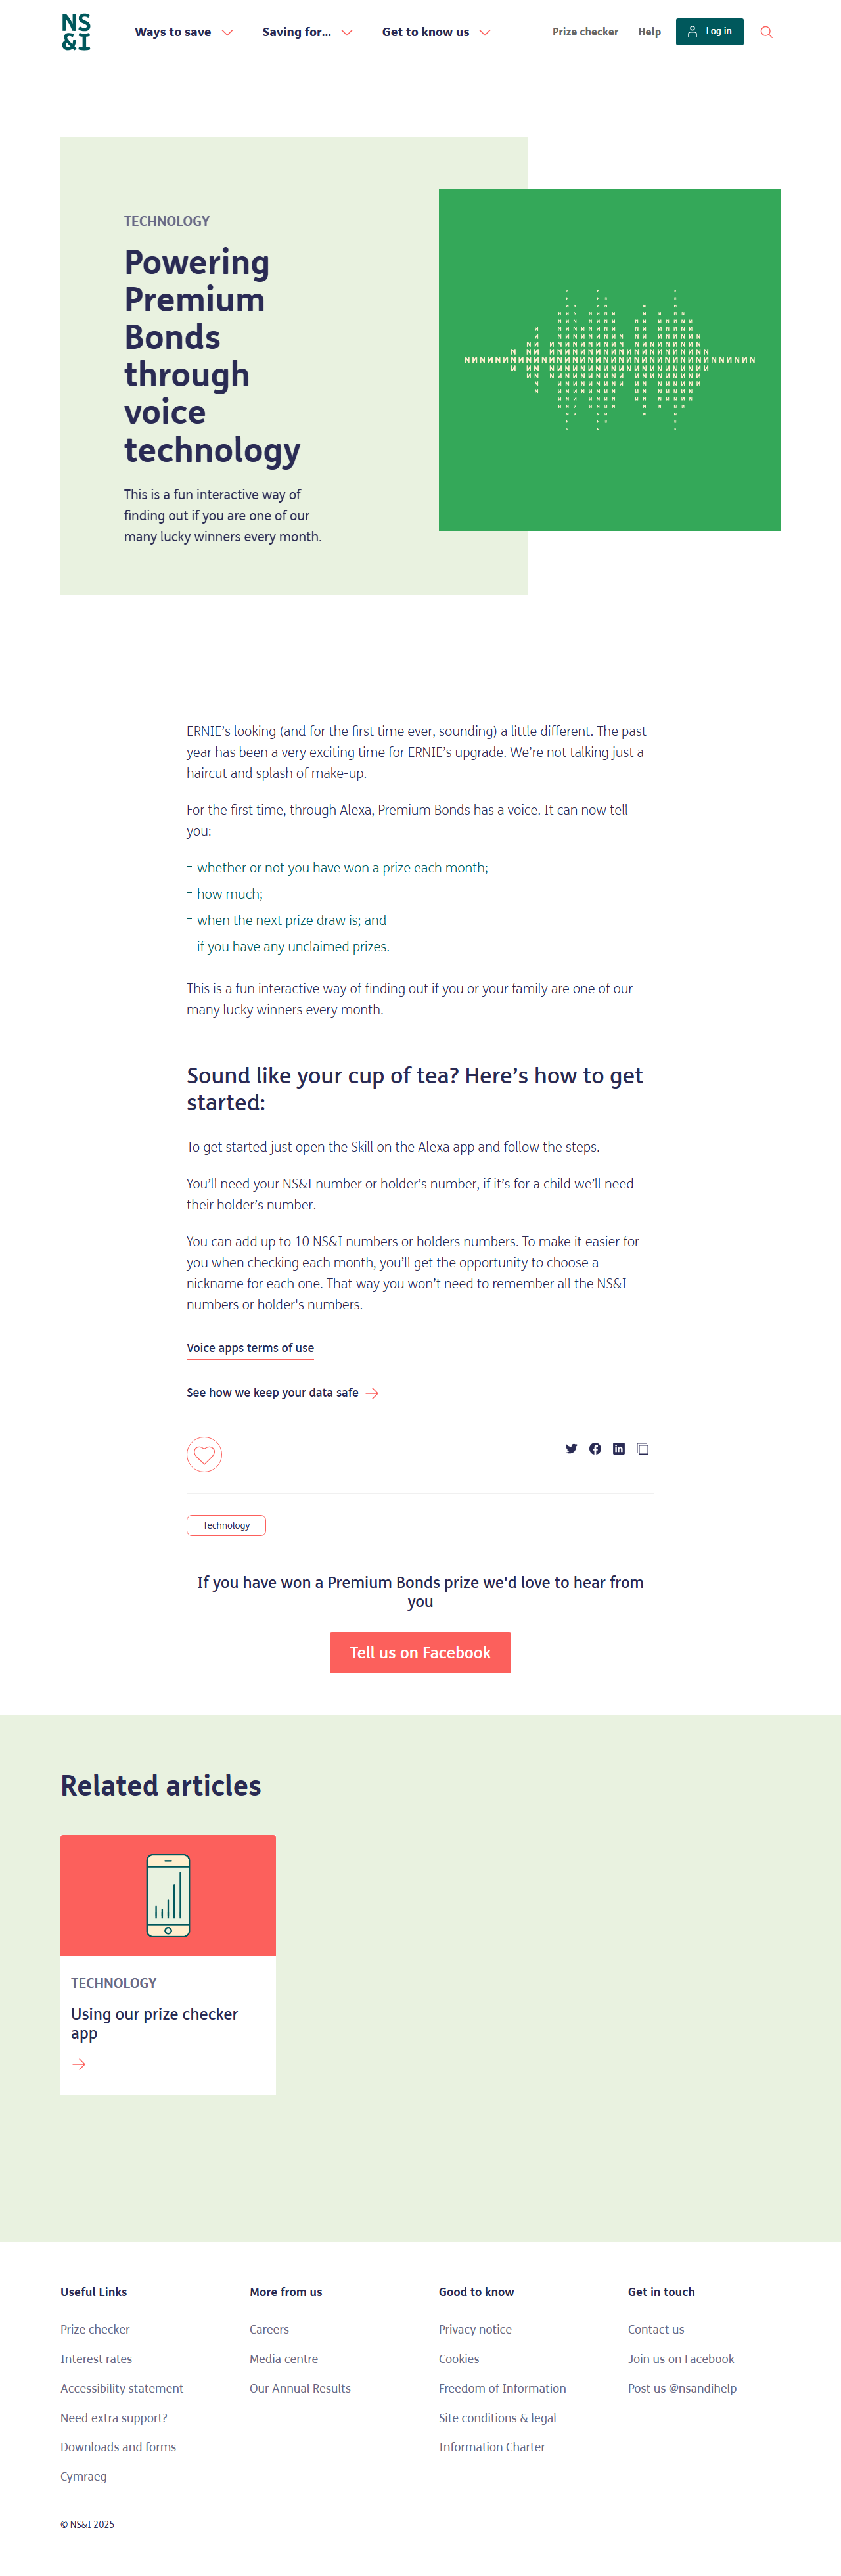 NS
&I
Ways to save
Saving for...
Get to know us
Prize checker
Help
Log in
TECHNOLOGY
Powering
Premium
Bonds
through
voice
technology
This is a fun interactive way of
finding out if you are one of our
many lucky winners every month.
ERNIE’s looking (and for the first time ever, sounding) a little different. The past
year has been a very exciting time for ERNIE’s upgrade. We’re not talking just a
haircut and splash of make-up.
For the first time, through Alexa, Premium Bonds has a voice. It can now tell
you:
– whether or not you have won a prize each month;
– how much;
– when the next prize draw is; and
– if you have any unclaimed prizes.
This is a fun interactive way of finding out if you or your family are one of our
many lucky winners every month.
Sound like your cup of tea? Here’s how to get
started:
To get started just open the Skill on the Alexa app and follow the steps.
You’ll need your NS&I number or holder’s number, if it’s for a child we’ll need
their holder’s number.
You can add up to 10 NS&I numbers or holders numbers. To make it easier for
you when checking each month, you’ll get the opportunity to choose a
nickname for each one. That way you won’t need to remember all the NS&I
numbers or holder's numbers.
Voice apps terms of use
See how we keep your data safe
Technology
If you have won a Premium Bonds prize we'd love to hear from
you
Tell us on Facebook
Related articles
TECHNOLOGY
Using our prize checker
app
Useful Links
Prize checker
Interest rates
Accessibility statement
Need extra support?
Downloads and forms
Cymraeg
More from us
Careers
Media centre
Our Annual Results
Good to know
Privacy notice
Cookies
Freedom of Information
Site conditions & legal
Information Charter
Get in touch
Contact us
Join us on Facebook
Post us @nsandihelp
© NS&I 2025